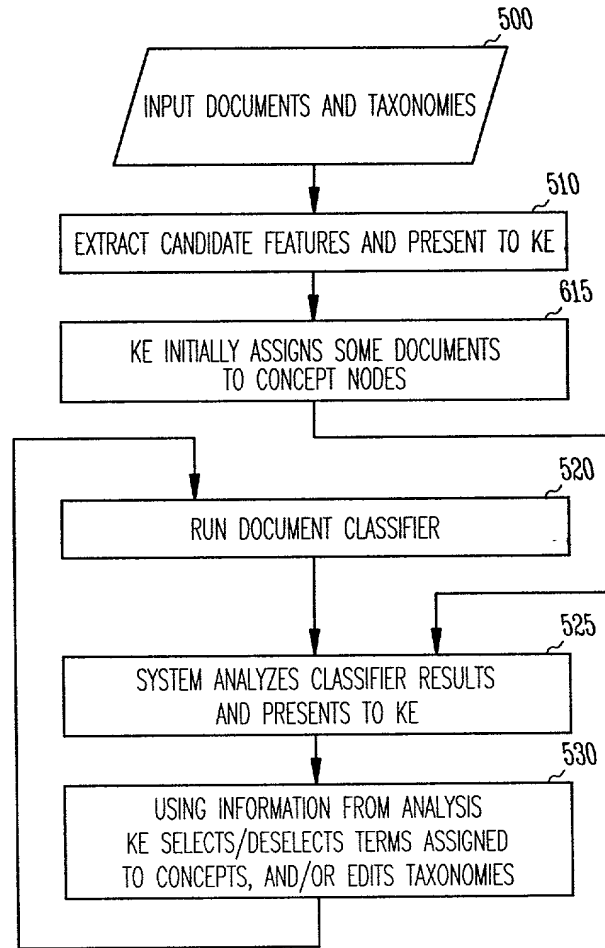 500
INPUT DOCUMENTS AND TAXONOMIES
510
EXTRACT CANDIDATE FEATURES AND PRESENT TO KE
615
KE INITIALLY ASSIGNS SOME DOCUMENTS
TO CONCEPT NODES
520
RUN DOCUMENT CLASSIFIER
525
SYSTEM ANALYZES CLASSIFIER RESULTS
AND PRESENTS TO KE
530
USING INFORMATION FROM ANALYSIS
KE SELECTS/DESELECTS TERMS ASSIGNED
TO CONCEPTS, AND/OR EDITS TAXONOMIES